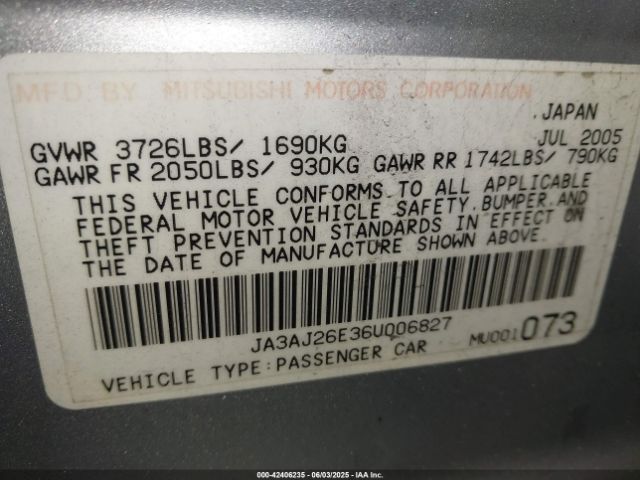 MFD BY MITSUBISHI MOTORS CORPORATION
JAPAN
GVWR 3726LBS/ 1690KG JUL 2005
GAWR FR 2050LBS/ 930KG GAWR RR 1742LBS/ 790KG
THIS VEHICLE CONFORMS TO ALL APPLICABLE
FEDERAL MOTOR VEHICLE SAFETY,BUMPER,AND
THEFT PREVENTION STANDARDS IN EFFECT ON
THE DATE OF MANUFACTURE SHOWN ABOVE.
JA3AJ26E36U006827
MU001073
VEHICLE TYPE:PASSENGER CAR
000-42406235 - 06/03/2025 - IAA Inc.